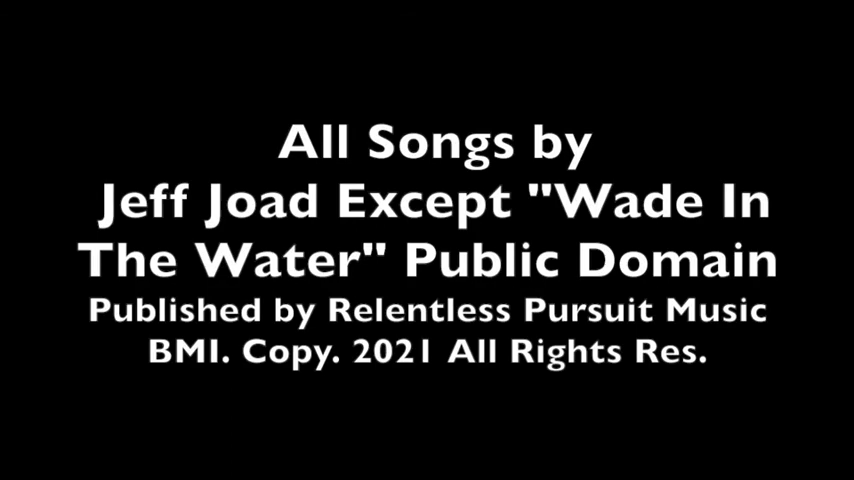 All Songs by
Jeff Joad Except "Wade In
The Water" Public Domain
Published by Relentless Pursuit Music
BMI. Copy. 2021 All Rights Res.